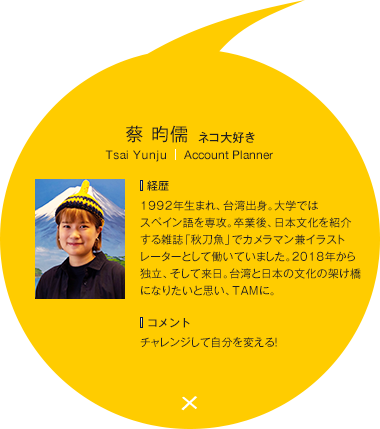 蔡 昀儒 ネコ大好き
Tsai Yunju | Account Planner
経歴
1992年生まれ、台湾出身。大学では
スペイン語を専攻。卒業後、日本文化を紹介
する雑誌「秋刀魚」でカメラマン兼イラスト
レーターとして働いていました。2018年から
独立、そして来日。台湾と日本の文化の架け橋
になりたいと思い、TAMに。
コメント
チャレンジして自分を変える!